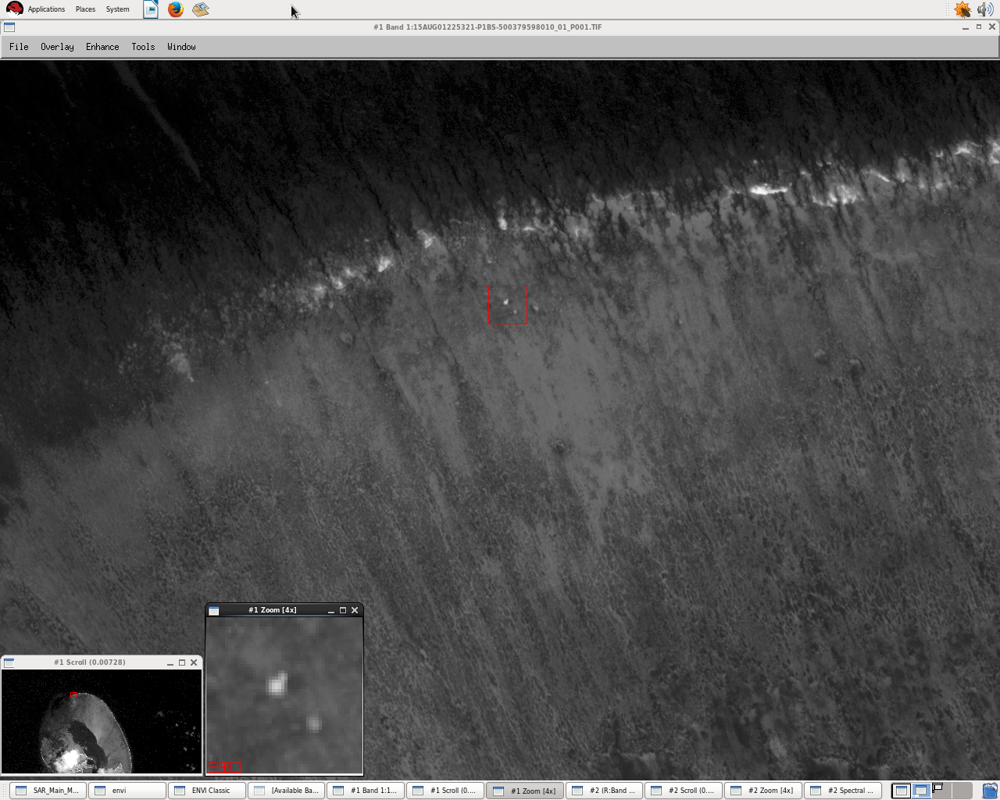 Applications Places System
#1 Band 1:15AUG01225321-P1BS-500379598010_01_P001.TIF
File Overlay Enhance Tools Window
#1 Zoom [4x]
#1 Scroll (0.00728)
SAR_Main_M... envi ENVI Classic [Available Ba... #1 Band 1:1... #1 Scroll (0.... #1 Zoom [4x] #2 (R:Band ... #2 Scroll (0.... #2 Zoom [4x] #2 Spectral ...